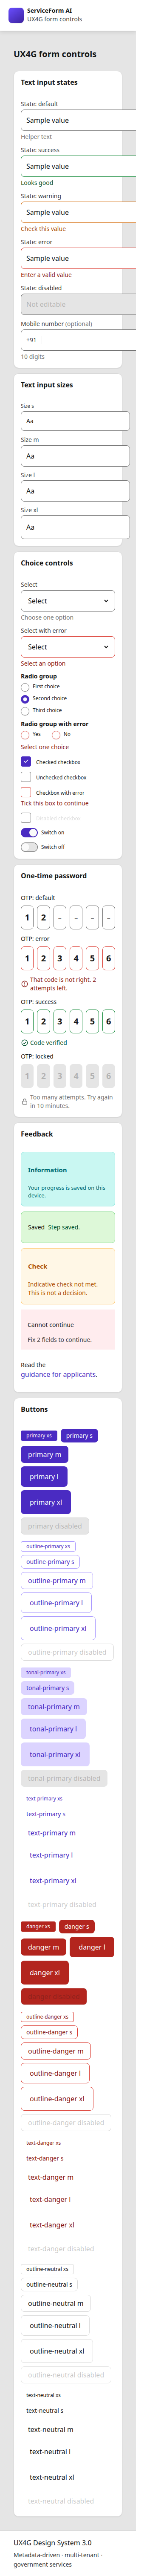 ServiceForm AI
UX4G form controls
UX4G form controls
Text input states
State: default
Sample value
Helper text
State: success
Sample value
Looks good
State: warning
Sample value
Check this value
State: error
Sample value
Enter a valid value
State: disabled
Not editable
Mobile number (optional)
+91
10 digits
Text input sizes
Size s
Aa
Size m
Aa
Size l
Aa
Size xl
Aa
Choice controls
Select
Select
Choose one option
Select with error
Select
Select an option
Radio group
First choice
Second choice
Third choice
Radio group with error
Yes
No
Select one choice
Checked checkbox
Unchecked checkbox
Checkbox with error
Tick this box to continue
Switch on
Switch off
One-time password
OTP: default
1 2 – – – –
OTP: error
1 2 3 4 5 6
That code is not right. 2
attempts left.
OTP: success
1 2 3 4 5 6
Code verified
OTP: locked
1 2 3 4 5 6
Too many attempts. Try again
in 10 minutes.
Feedback
Information
Your progress is saved on this
device.
Saved Step saved.
Check
Indicative check not met.
This is not a decision.
Cannot continue
Fix 2 fields to continue.
Read the
guidance for applicants.
Buttons
primary xs primary s
primary m
primary l
primary xl
primary disabled
outline-primary xs
outline-primary s
outline-primary m
outline-primary l
outline-primary xl
outline-primary disabled
tonal-primary xs
tonal-primary s
tonal-primary m
tonal-primary l
tonal-primary xl
tonal-primary disabled
text-primary xs
text-primary s
text-primary m
text-primary l
text-primary xl
text-primary disabled
danger xs danger s
danger m danger l
danger xl
outline-danger xs
outline-danger s
outline-danger m
outline-danger l
outline-danger xl
outline-danger disabled
text-danger xs
text-danger s
text-danger m
text-danger l
text-danger xl
text-danger disabled
outline-neutral xs
outline-neutral s
outline-neutral m
outline-neutral l
outline-neutral xl
outline-neutral disabled
text-neutral xs
text-neutral s
text-neutral m
text-neutral l
text-neutral xl
text-neutral disabled
UX4G Design System 3.0
Metadata-driven · multi-tenant ·
government services